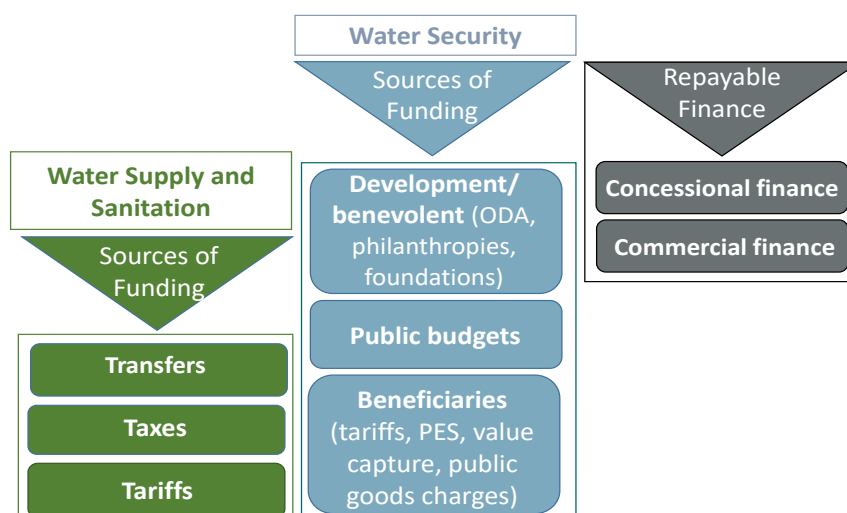 Water Security
Sources of
Funding
Repayable
Finance
Water Supply and
Sanitation
Sources of
Funding
Transfers
Taxes
Tariffs
Development/
benevolent (ODA,
philanthropies,
foundations)
Public budgets
Beneficiaries
(tariffs, PES, value
capture, public
goods charges)
Concessional finance
Commercial finance